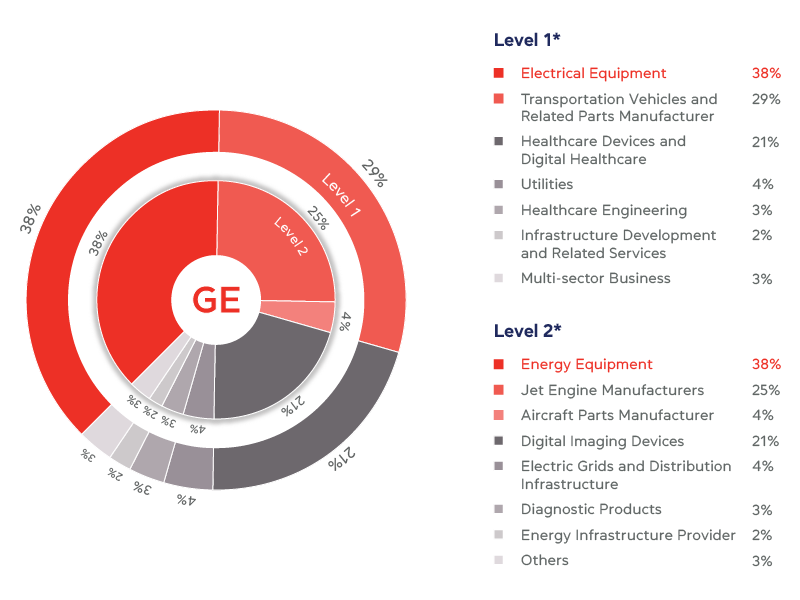 38%
29%
Level 1
38%
25%
Level 2
GE
4%
21%
4%
3%
2%
3%
21%
4%
3%
2%
3%
Level 1*
Electrical Equipment 38%
Transportation Vehicles and 29%
Related Parts Manufacturer
Healthcare Devices and 21%
Digital Healthcare
Utilities 4%
Healthcare Engineering 3%
Infrastructure Development 2%
and Related Services
Multi-sector Business 3%
Level 2*
Energy Equipment 38%
Jet Engine Manufacturers 25%
Aircraft Parts Manufacturer 4%
Digital Imaging Devices 21%
Electric Grids and Distribution 4%
Infrastructure
Diagnostic Products 3%
Energy Infrastructure Provider 2%
Others 3%